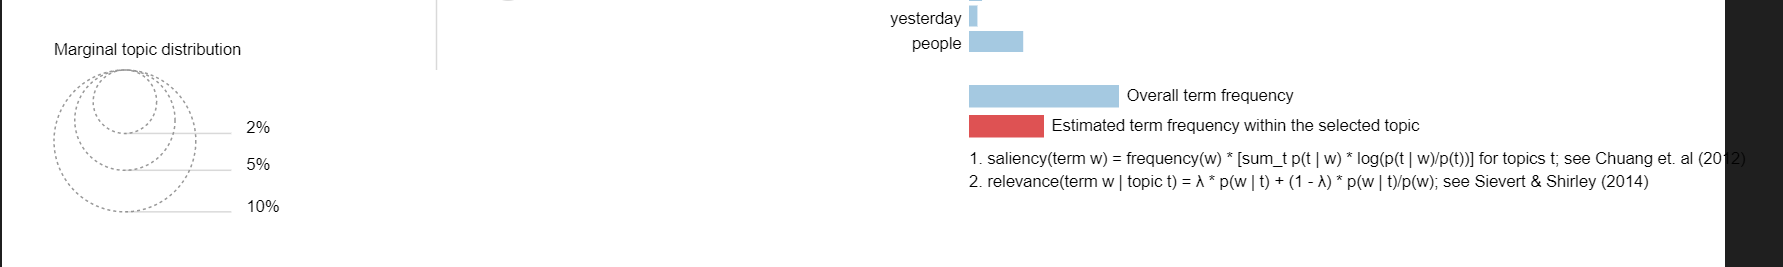 yesterday
people
Marginal topic distribution
2%
5%
10%
Overall term frequency
Estimated term frequency within the selected topic
1. saliency(term w) = frequency(w) * [sum_t p(t | w) * log(p(t | w)/p(t))] for topics t; see Chuang et. al (2012)
2. relevance(term w | topic t) = λ * p(w | t) + (1 - λ) * p(w | t)/p(w); see Sievert & Shirley (2014)